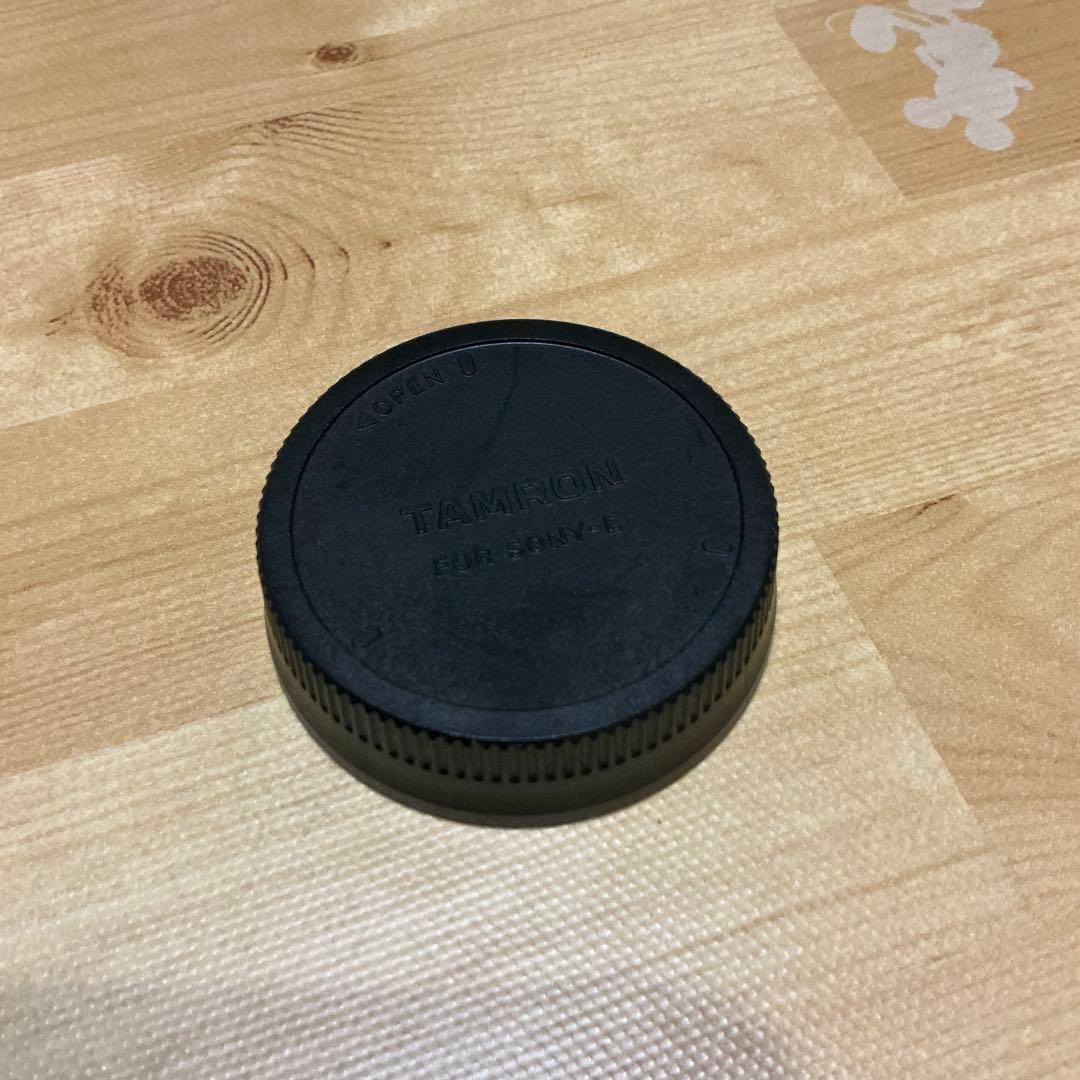 △OPEN U
TAMRON
FOR SONY-E